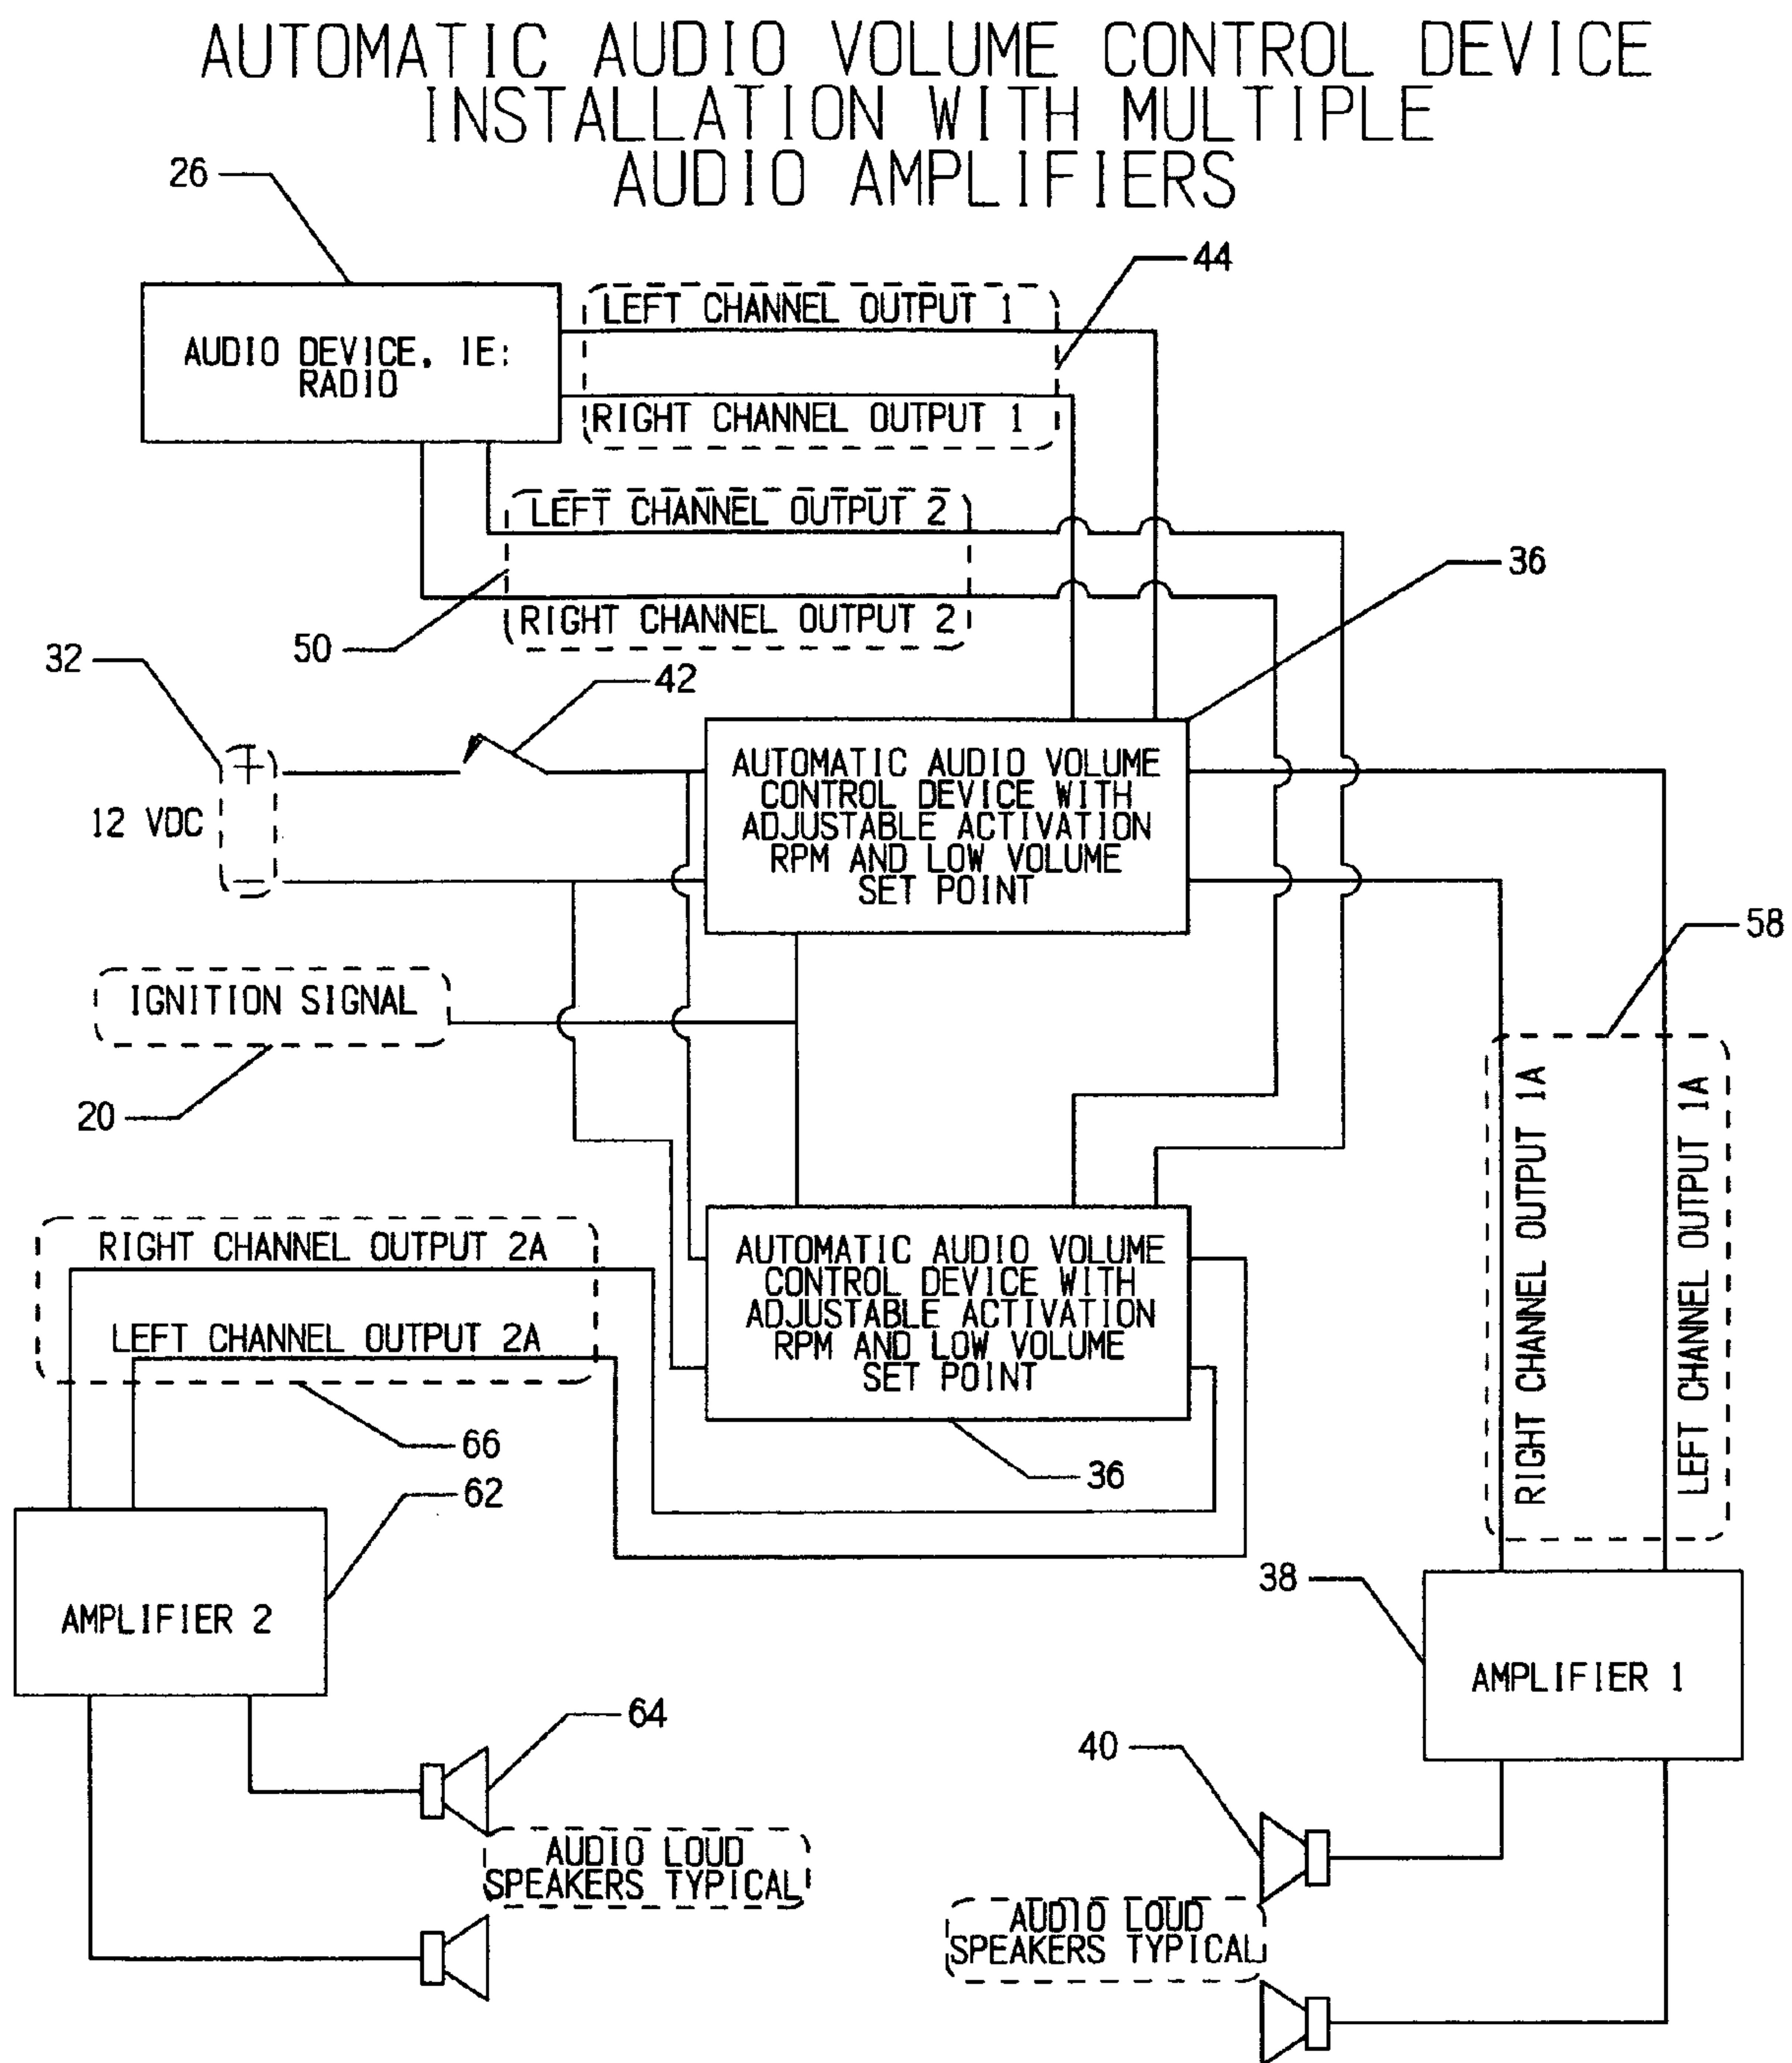 AUTOMATIC AUDIO VOLUME CONTROL DEVICE
INSTALLATION WITH MULTIPLE
AUDIO AMPLIFIERS
26
44
AUDIO DEVICE, IE:
RADIO
LEFT CHANNEL OUTPUT 1
RIGHT CHANNEL OUTPUT 1
LEFT CHANNEL OUTPUT 2
RIGHT CHANNEL OUTPUT 2
36
50
32
42
+
12 VDC
−
AUTOMATIC AUDIO VOLUME
CONTROL DEVICE WITH
ADJUSTABLE ACTIVATION
RPM AND LOW VOLUME
SET POINT
58
IGNITION SIGNAL
20
RIGHT CHANNEL OUTPUT 1A
LEFT CHANNEL OUTPUT 1A
RIGHT CHANNEL OUTPUT 2A
LEFT CHANNEL OUTPUT 2A
AUTOMATIC AUDIO VOLUME
CONTROL DEVICE WITH
ADJUSTABLE ACTIVATION
RPM AND LOW VOLUME
SET POINT
66
36
62
38
AMPLIFIER 2
AMPLIFIER 1
64
40
AUDIO LOUD
SPEAKERS TYPICAL
AUDIO LOUD
SPEAKERS TYPICAL